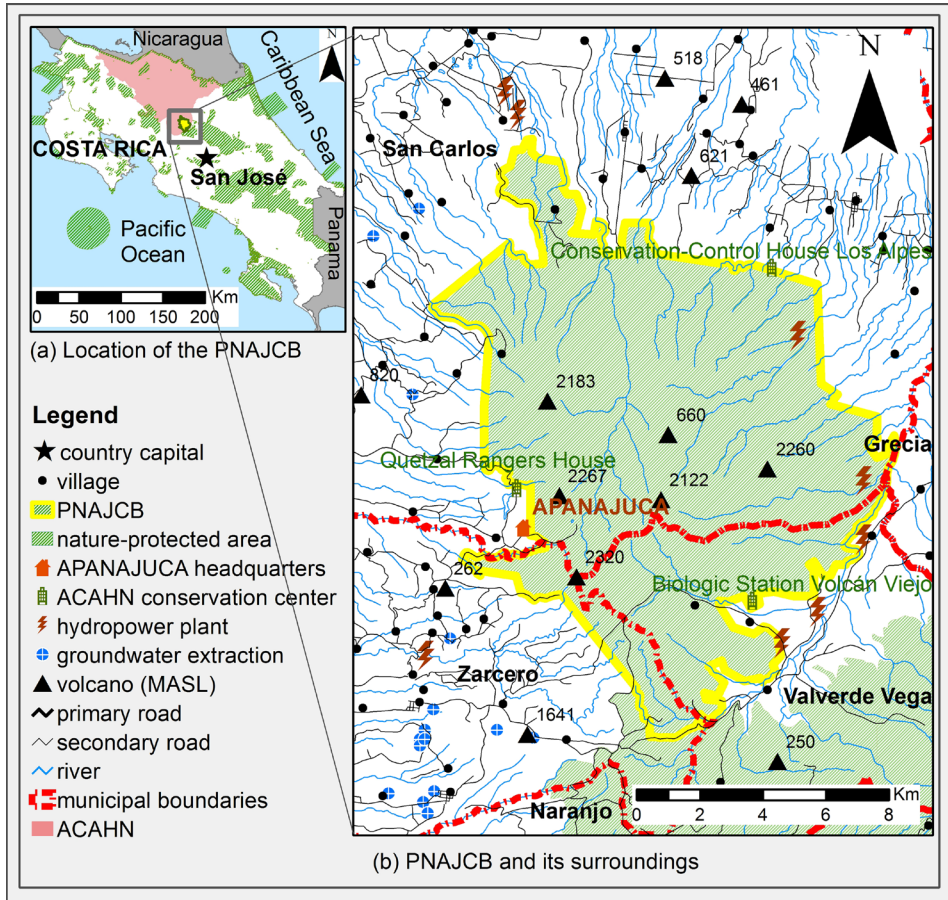 Nicaragua
N
Caribbean Sea
COSTA RICA
San José
Panama
Pacific
Ocean
Km
0 50 100 150 200
(a) Location of the PNAJCB
Legend
country capital
village
PNAJCB
nature-protected area
APANAJUCA headquarters
ACAHN conservation center
hydropower plant
groundwater extraction
volcano (MASL)
primary road
secondary road
river
municipal boundaries
ACAHN
N
518
461
San Carlos
621
Conservation-Control House Los Alpes
820
2183
660
Grecia
Quetzal Rangers House
2260
2267
2122
APANAJUCA
2320
262
Biologic Station Volcán Viejo
Zarcero
Valverde Vega
1641
250
Naranjo
Km
0 2 4 6 8
(b) PNAJCB and its surroundings